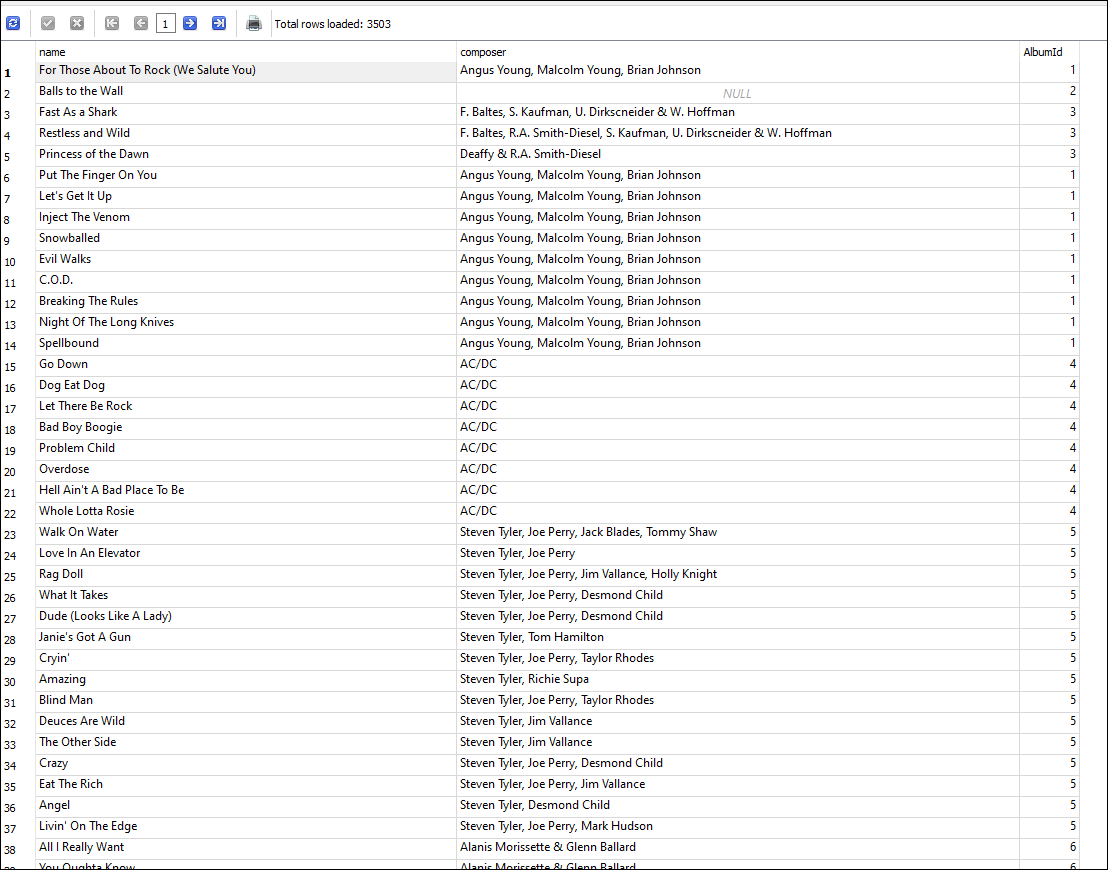 1 Total rows loaded: 3503
name composer AlbumId
1 For Those About To Rock (We Salute You) Angus Young, Malcolm Young, Brian Johnson 1
2 Balls to the Wall NULL 2
3 Fast As a Shark F. Baltes, S. Kaufman, U. Dirkscneider & W. Hoffman 3
4 Restless and Wild F. Baltes, R.A. Smith-Diesel, S. Kaufman, U. Dirkscneider & W. Hoffman 3
5 Princess of the Dawn Deaffy & R.A. Smith-Diesel 3
6 Put The Finger On You Angus Young, Malcolm Young, Brian Johnson 1
7 Let's Get It Up Angus Young, Malcolm Young, Brian Johnson 1
8 Inject The Venom Angus Young, Malcolm Young, Brian Johnson 1
9 Snowballed Angus Young, Malcolm Young, Brian Johnson 1
10 Evil Walks Angus Young, Malcolm Young, Brian Johnson 1
11 C.O.D. Angus Young, Malcolm Young, Brian Johnson 1
12 Breaking The Rules Angus Young, Malcolm Young, Brian Johnson 1
13 Night Of The Long Knives Angus Young, Malcolm Young, Brian Johnson 1
14 Spellbound Angus Young, Malcolm Young, Brian Johnson 1
15 Go Down AC/DC 4
16 Dog Eat Dog AC/DC 4
17 Let There Be Rock AC/DC 4
18 Bad Boy Boogie AC/DC 4
19 Problem Child AC/DC 4
20 Overdose AC/DC 4
21 Hell Ain't A Bad Place To Be AC/DC 4
22 Whole Lotta Rosie AC/DC 4
23 Walk On Water Steven Tyler, Joe Perry, Jack Blades, Tommy Shaw 5
24 Love In An Elevator Steven Tyler, Joe Perry 5
25 Rag Doll Steven Tyler, Joe Perry, Jim Vallance, Holly Knight 5
26 What It Takes Steven Tyler, Joe Perry, Desmond Child 5
27 Dude (Looks Like A Lady) Steven Tyler, Joe Perry, Desmond Child 5
28 Janie's Got A Gun Steven Tyler, Tom Hamilton 5
29 Cryin' Steven Tyler, Joe Perry, Taylor Rhodes 5
30 Amazing Steven Tyler, Richie Supa 5
31 Blind Man Steven Tyler, Joe Perry, Taylor Rhodes 5
32 Deuces Are Wild Steven Tyler, Jim Vallance 5
33 The Other Side Steven Tyler, Jim Vallance 5
34 Crazy Steven Tyler, Joe Perry, Desmond Child 5
35 Eat The Rich Steven Tyler, Joe Perry, Jim Vallance 5
36 Angel Steven Tyler, Desmond Child 5
37 Livin' On The Edge Steven Tyler, Joe Perry, Mark Hudson 5
38 All I Really Want Alanis Morissette & Glenn Ballard 6
39 You Oughta Know Alanis Morissette & Glenn Ballard 6